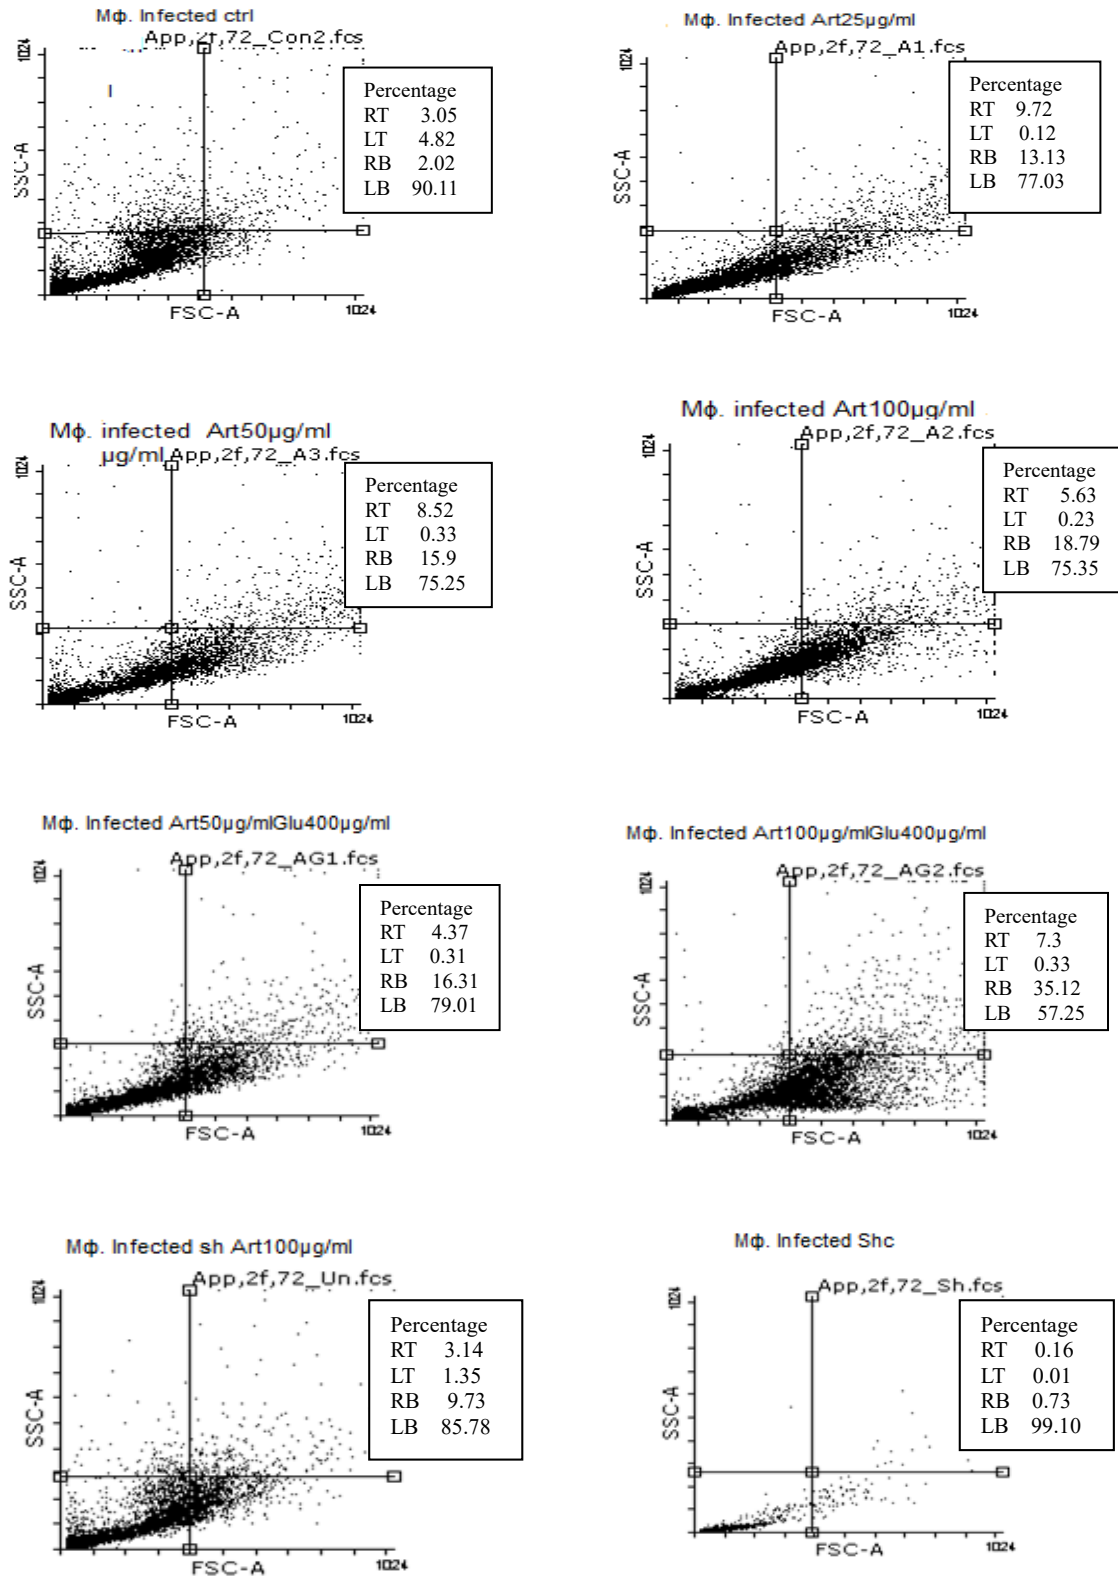 Mф. Infected ctrl
App,2f,72_Con2.fcs
1024
SSC-A
FSC-A
1024
Percentage
RT 3.05
LT 4.82
RB 2.02
LB 90.11
Mф. Infected Art25µg/ml
App,2f,72_A1.fcs
1024
SSC-A
FSC-A
1024
Percentage
RT 9.72
LT 0.12
RB 13.13
LB 77.03
Mф. infected Art50µg/ml
µg/ml App,2f,72_A3.fcs
1024
SSC-A
FSC-A
1024
Percentage
RT 8.52
LT 0.33
RB 15.9
LB 75.25
Mф. infected Art100µg/ml
App,2f,72_A2.fcs
1024
SSC-A
FSC-A
1024
Percentage
RT 5.63
LT 0.23
RB 18.79
LB 75.35
Mф. Infected Art50µg/mlGlu400µg/ml
App,2f,72_AG1.fcs
1024
SSC-A
FSC-A
1024
Percentage
RT 4.37
LT 0.31
RB 16.31
LB 79.01
Mф. Infected Art100µg/mlGlu400µg/ml
App,2f,72_AG2.fcs
1024
SSC-A
FSC-A
1024
Percentage
RT 7.3
LT 0.33
RB 35.12
LB 57.25
Mф. Infected sh Art100µg/ml
App,2f,72_Un.fcs
1024
SSC-A
FSC-A
1024
Percentage
RT 3.14
LT 1.35
RB 9.73
LB 85.78
Mф. Infected Shc
App,2f,72_Sh.fcs
1024
SSC-A
FSC-A
1024
Percentage
RT 0.16
LT 0.01
RB 0.73
LB 99.10